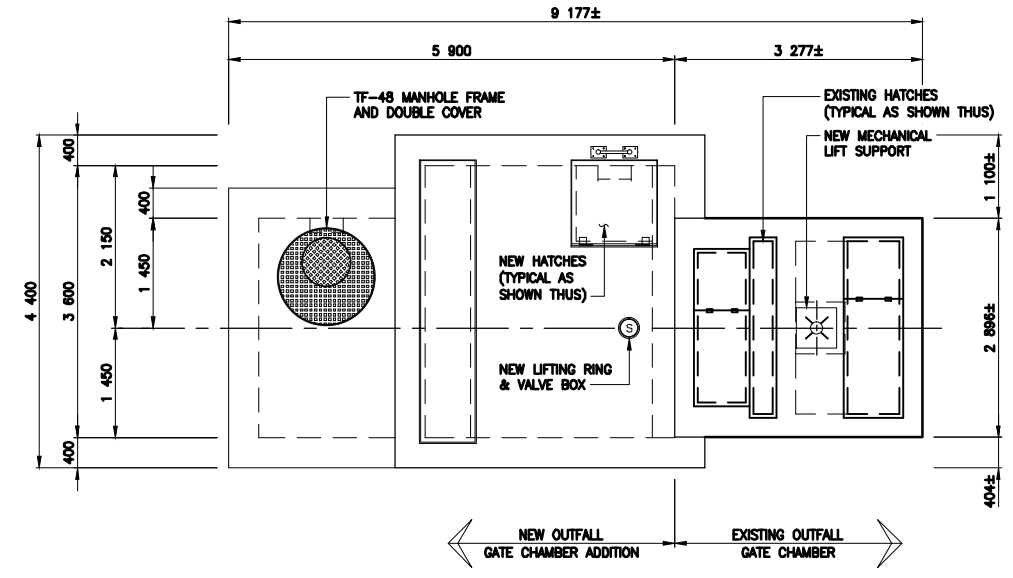 9 177±
5 900
3 277±
TF-48 MANHOLE FRAME
AND DOUBLE COVER
EXISTING HATCHES
(TYPICAL AS SHOWN THUS)
NEW MECHANICAL
LIFT SUPPORT
400
400
2 150
1 450
4 400
3 600
1 450
400
1 100±
2 896±
404±
NEW HATCHES
(TYPICAL AS
SHOWN THUS)
S
NEW LIFTING RING
& VALVE BOX
NEW OUTFALL
GATE CHAMBER ADDITION
EXISTING OUTFALL
GATE CHAMBER